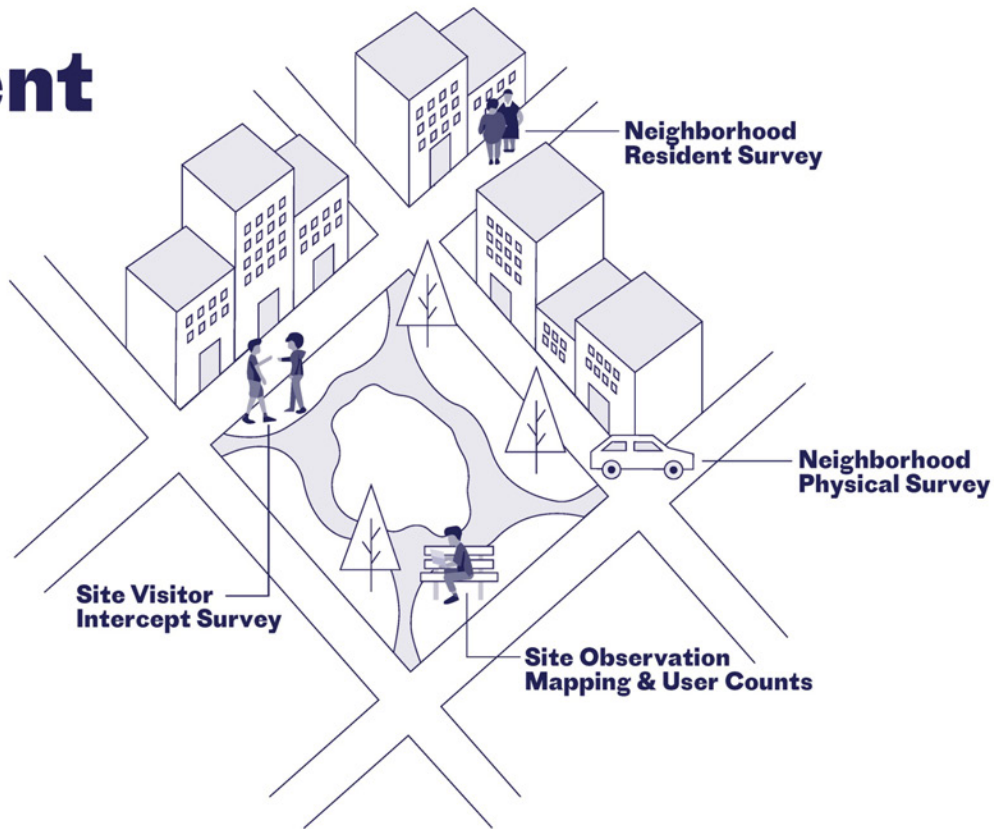 ent
Neighborhood
Resident Survey
Neighborhood
Physical Survey
Site Visitor
Intercept Survey
Site Observation
Mapping & User Counts